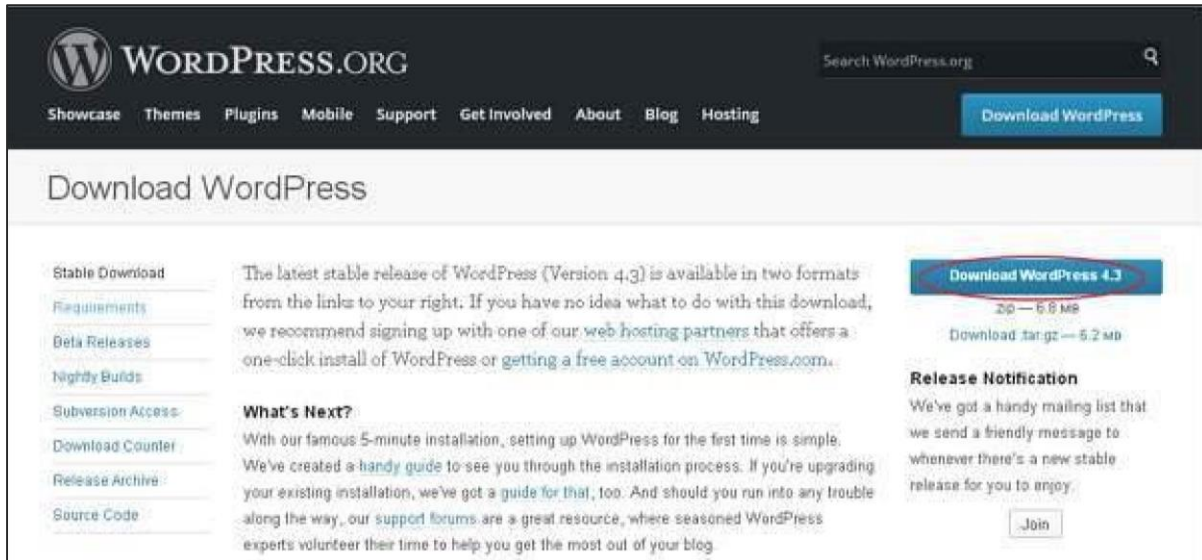 WORDPRESS.ORG
Search WordPress.org
Showcase Themes Plugins Mobile Support Get Involved About Blog Hosting
Download WordPress
Download WordPress
Stable Download
Requirements
Beta Releases
Nightly Builds
Subversion Access
Download Counter
Release Archive
Source Code
The latest stable release of WordPress (Version 4.3) is available in two formats
from the links to your right. If you have no idea what to do with this download,
we recommend signing up with one of our web hosting partners that offers a
one-click install of WordPress or getting a free account on WordPress.com.
What's Next?
With our famous 5-minute installation, setting up WordPress for the first time is simple.
We've created a handy guide to see you through the installation process. If you're upgrading
your existing installation, we've got a guide for that, too. And should you run into any trouble
along the way, our support forums are a great resource, where seasoned WordPress
experts volunteer their time to help you get the most out of your blog.
Download WordPress 4.3
.zip — 6.8 MB
Download .tar.gz — 6.2 MB
Release Notification
We've got a handy mailing list that
we send a friendly message to
whenever there's a new stable
release for you to enjoy.
Join